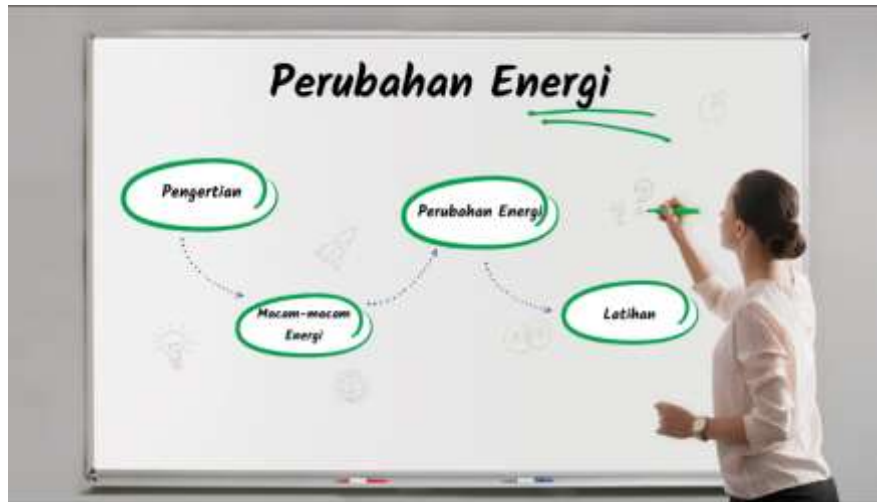 Perubahan Energi
Pengertian
Macam-macam
Energi
Perubahan Energi
Latihan